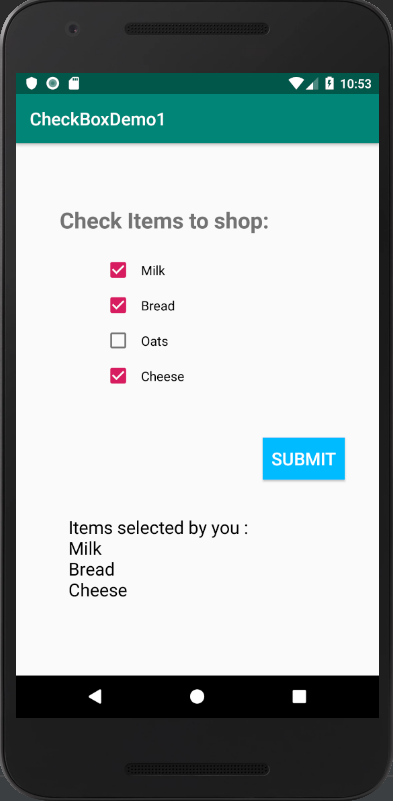 10:53
CheckBoxDemo1
Check Items to shop:
Milk
Bread
Oats
Cheese
SUBMIT
Items selected by you :
Milk
Bread
Cheese